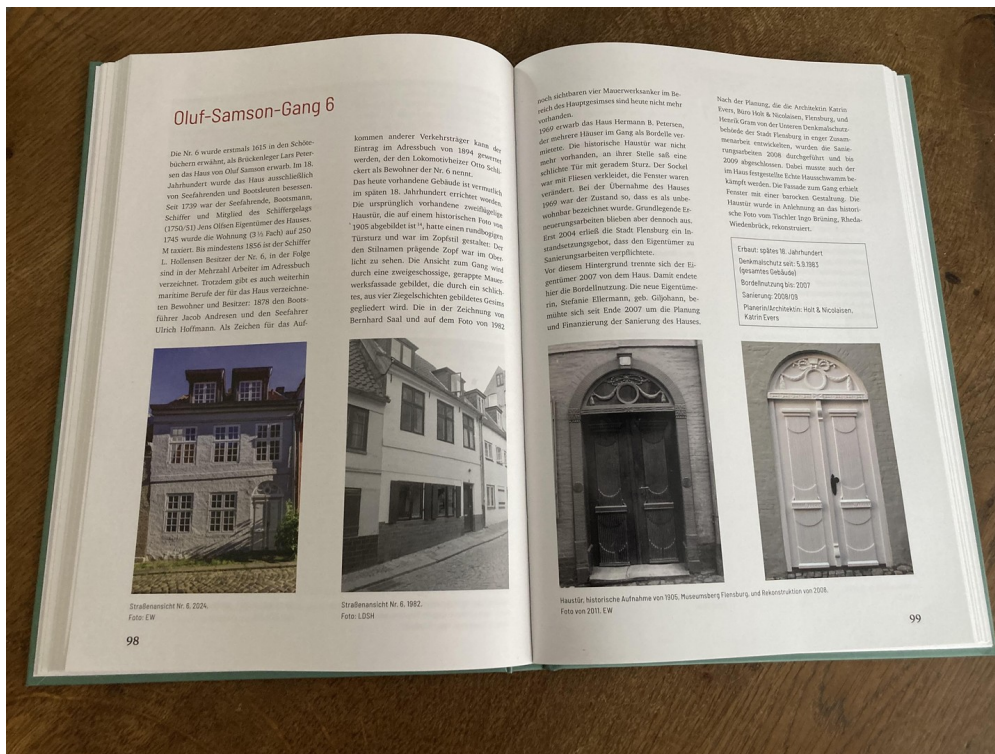 Oluf-Samson-Gang 6
Die Nr. 6 wurde erstmals 1615 in den Schöte-
büchern erwähnt, als Brückenleger Lars Peter-
sen das Haus von Oluf Samson erwarb. Im 18.
Jahrhundert wurde das Haus ausschließlich
von Seefahrenden und Bootsleuten besessen.
Seit 1739 war der Seefahrende, Bootsmann,
Schiffer und Mitglied des Schiffergelags
(1750/51) Jens Olfsen Eigentümer des Hauses.
1745 wurde die Wohnung (3 ½ Fach) auf 250
M taxiert. Bis mindestens 1856 ist der Schiffer
L. Hollensen Besitzer der Nr. 6, in der Folge
sind in der Mehrzahl Arbeiter im Adressbuch
verzeichnet. Trotzdem gibt es auch weiterhin
maritime Berufe der für das Haus verzeichne-
ten Bewohner und Besitzer: 1878 den Boots-
führer Jacob Andresen und den Seefahrer
Ulrich Hoffmann. Als Zeichen für das Auf-
kommen anderer Verkehrsträger kann der
Eintrag im Adressbuch von 1894 gewertet
werden, der den Lokomotivheizer Otto Schli-
ckert als Bewohner der Nr. 6 nennt.
Das heute vorhandene Gebäude ist vermutlich
im späten 18. Jahrhundert errichtet worden.
Die ursprünglich vorhandene zweiflüglige
Haustür, die auf einem historischen Foto von
1905 abgebildet ist, hatte einen rundbogigen
Türsturz und war im Zopfstil gestaltet: Der
den Stilnamen prägende Zopf war im Ober-
licht zu sehen. Die Ansicht zum Gang wird
durch eine zweigeschossige, gerappte Mauer-
werksfassade gebildet, die durch ein schlich-
tes, aus vier Ziegelschichten gebildetes Gesims
gegliedert wird. Die in der Zeichnung von
Bernhard Saal und auf dem Foto von 1982
noch sichtbaren vier Mauerwerksanker im Be-
reich des Hauptgesimses sind heute nicht mehr
vorhanden.
1969 erwarb das Haus Hermann B. Petersen,
der mehrere Häuser im Gang als Bordelle ver-
mietete. Die historische Haustür war nicht
mehr vorhanden, an ihrer Stelle saß eine
schlichte Tür mit geradem Sturz. Der Sockel
war mit Fliesen verkleidet, die Fenster waren
verändert. Bei der Übernahme des Hauses
1969 war der Zustand so, dass es als unbe-
wohnbar bezeichnet wurde. Grundlegende Er-
neuerungsarbeiten blieben aber dennoch aus.
Erst 2004 erließ die Stadt Flensburg ein In-
standsetzungsgebot, dass den Eigentümer zu
Sanierungsarbeiten verpflichtete.
Vor diesem Hintergrund trennte sich der Ei-
gentümer 2007 von dem Haus. Damit endete
hier die Bordellnutzung. Die neue Eigentüme-
rin, Stefanie Ellermann, geb. Giljohann, be-
mühte sich seit Ende 2007 um die Planung
und Finanzierung der Sanierung des Hauses.
Nach der Planung, die die Architektin Katrin
Evers, Büro Holt & Nicolaisen, Flensburg, und
Henrik Gram von der Unteren Denkmalschutz-
behörde der Stadt Flensburg in enger Zusam-
menarbeit entwickelten, wurden die Sanie-
rungsarbeiten 2008 durchgeführt und bis
2009 abgeschlossen. Dabei musste auch der
im Haus festgestellte Echte Hausschwamm be-
kämpft werden. Die Fassade zum Gang erhielt
Fenster mit einer barocken Gestaltung. Die
Haustür wurde in Anlehnung an das histori-
sche Foto vom Tischler Ingo Brüning, Rheda-
Wiedenbrück, rekonstruiert.
Erbaut: spätes 18. Jahrhundert
Denkmalschutz seit: 5.9.1983
(gesamtes Gebäude)
Bordellnutzung bis: 2007
Sanierung: 2008/09
Planerin/Architektin: Holt & Nicolaisen,
Katrin Evers
Straßenansicht Nr. 6, 2024.
Foto: EW
Straßenansicht Nr. 6, 1982.
Foto: LDSH
Haustür, historische Aufnahme von 1905, Museumsberg Flensburg, und Rekonstruktion von 2008.
Foto von 2011, EW
98
99